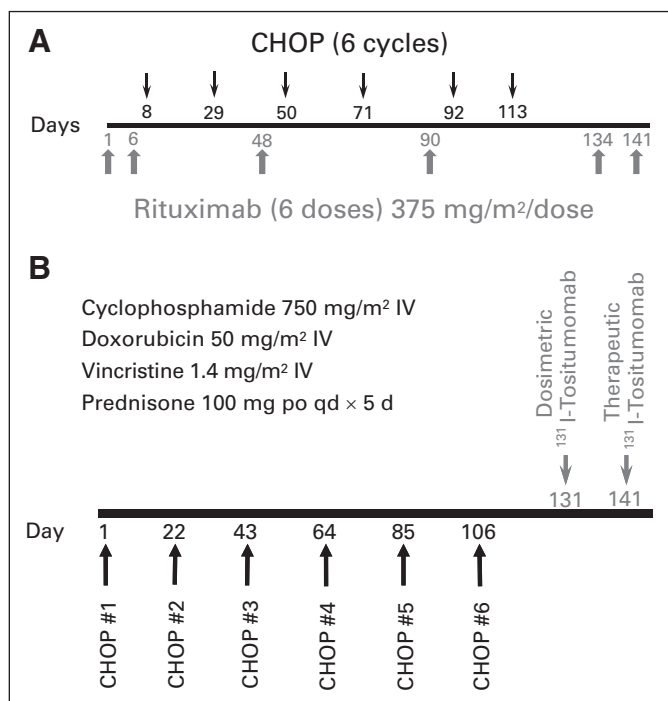 A
CHOP (6 cycles)
8 29 50 71 92 113
Days
1 6 48 90 134 141
Rituximab (6 doses) 375 mg/m²/dose
B
Cyclophosphamide 750 mg/m² IV
Doxorubicin 50 mg/m² IV
Vincristine 1.4 mg/m² IV
Prednisone 100 mg po qd × 5 d
Dosimetric
¹³¹I-Tositumomab
Therapeutic
¹³¹I-Tositumomab
131 141
Day
1 22 43 64 85 106
CHOP #1
CHOP #2
CHOP #3
CHOP #4
CHOP #5
CHOP #6